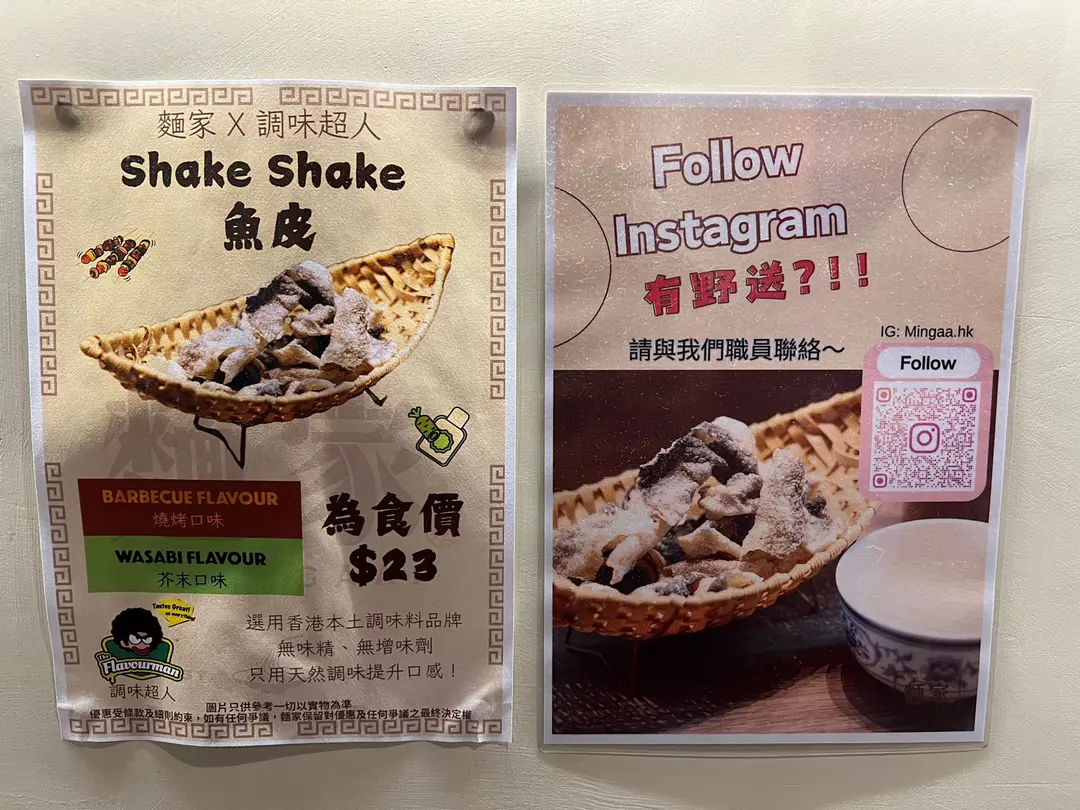 麵家 X 調味超人
Shake Shake
魚皮
BARBECUE FLAVOUR
燒烤口味
WASABI FLAVOUR
芥末口味
為食價
$23
Tastes Great!
on everything
The
Flavourman
調味超人
選用香港本土調味料品牌
無味精、無增味劑
只用天然調味提升口感！
圖片只供參考一切以實物為準
優惠受條款及細則約束，如有任何爭議，麵家保留對優惠及任何爭議之最終決定權
Follow
Instagram
有野送?!!
請與我們職員聯絡～
IG: Mingaa.hk
Follow
麵家